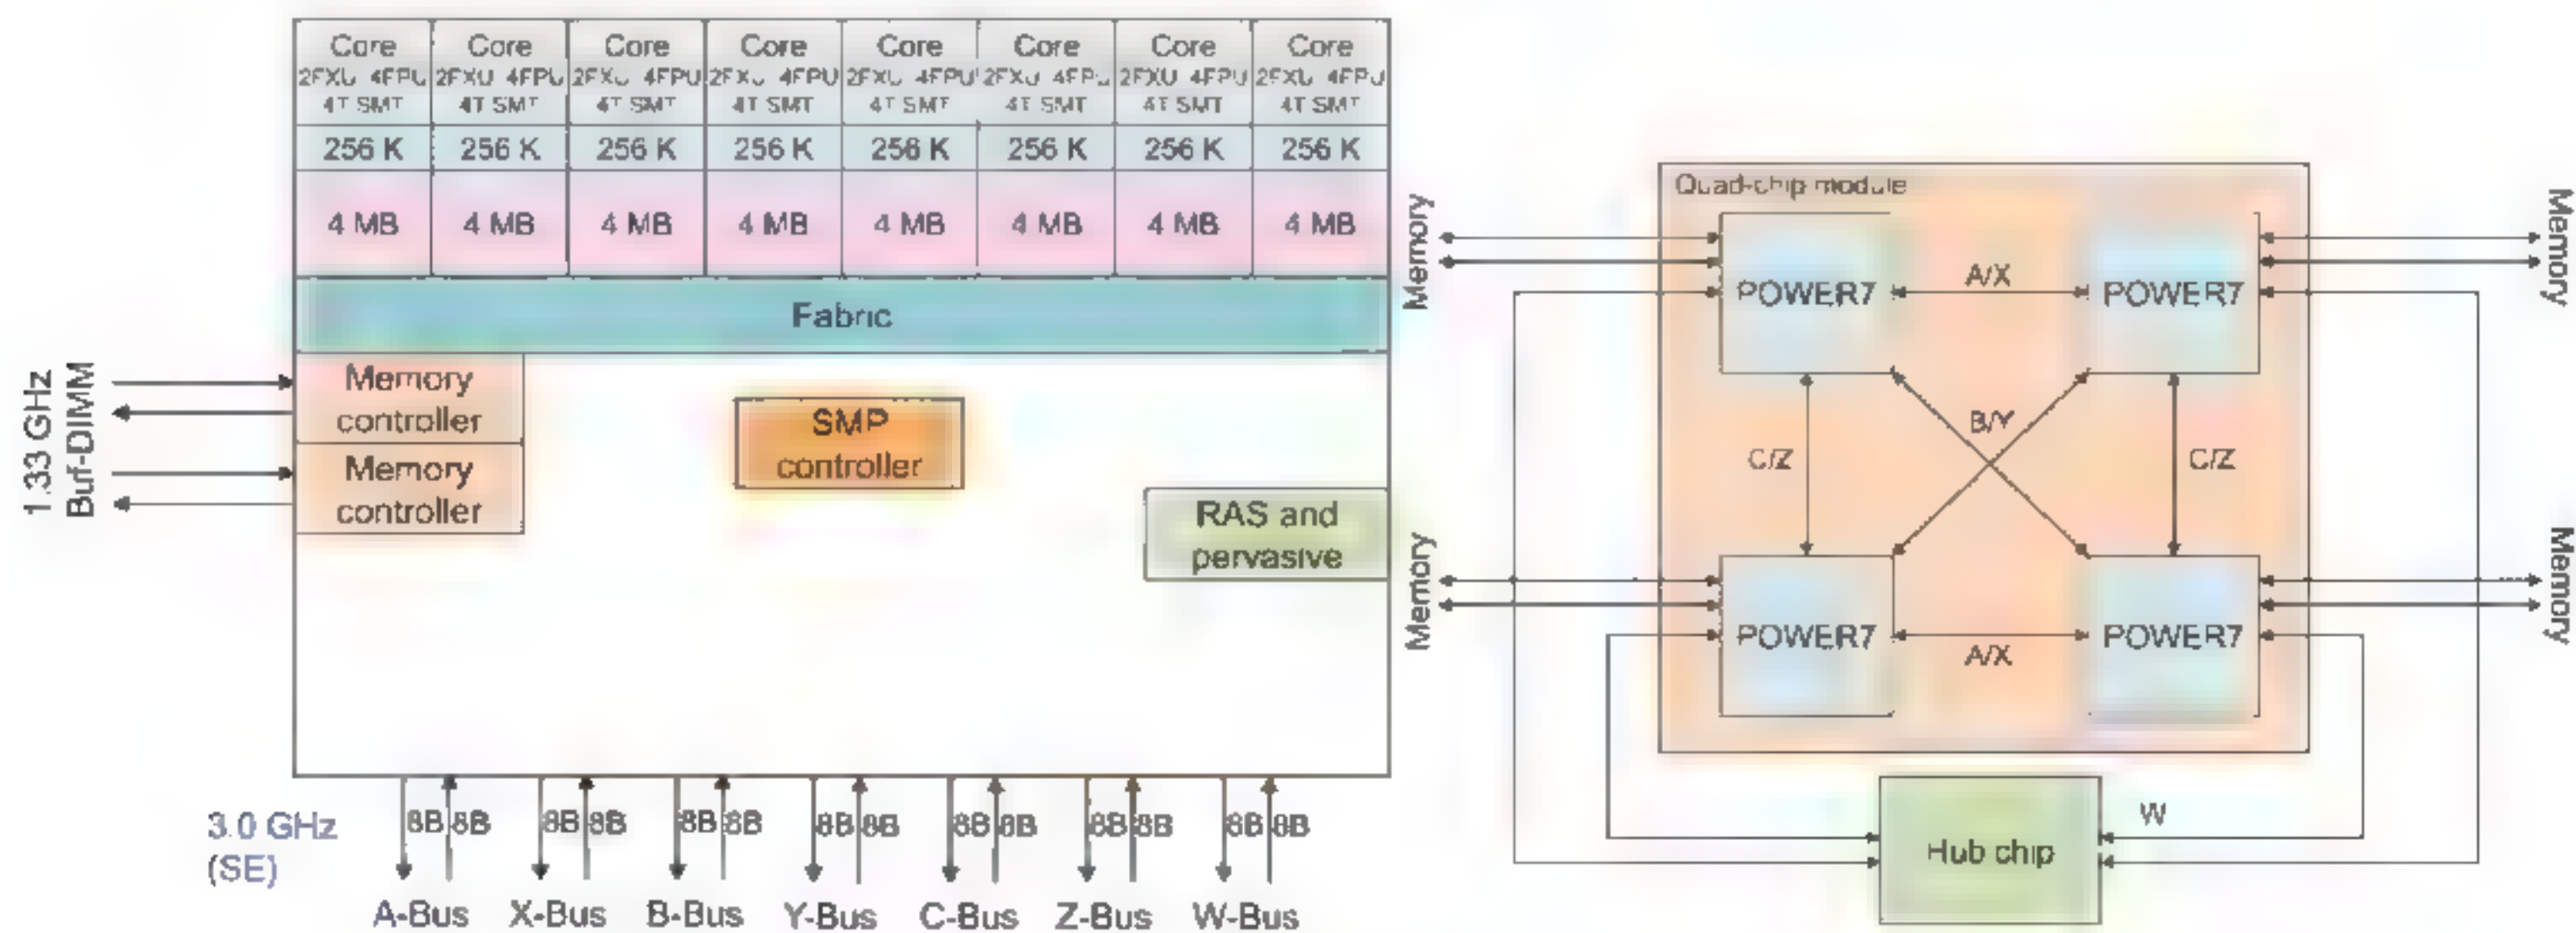 Core Core Core Core Core Core Core Core
2FXU 4FPU 2FXU 4FPU 2FXU 4FPU 2FXU 4FPU 2FXU 4FPU 2FXU 4FPU 2FXU 4FPU 2FXU 4FPU
4T SMT 4T SMT 4T SMT 4T SMT 4T SMT 4T SMT 4T SMT 4T SMT
256 K 256 K 256 K 256 K 256 K 256 K 256 K 256 K
4 MB 4 MB 4 MB 4 MB 4 MB 4 MB 4 MB 4 MB
Fabric
1.33 GHz
Buf-DIMM
Memory
controller
Memory
controller
SMP
controller
RAS and
pervasive
3.0 GHz
(SE)
8B 8B 8B 8B 8B 8B 8B 8B 8B 8B 8B 8B 8B 8B
A-Bus X-Bus B-Bus Y-Bus C-Bus Z-Bus W-Bus
Quad-chip module
Memory
Memory
POWER7
A/X
POWER7
C/Z
B/Y
C/Z
Memory
Memory
POWER7
A/X
POWER7
W
Hub chip